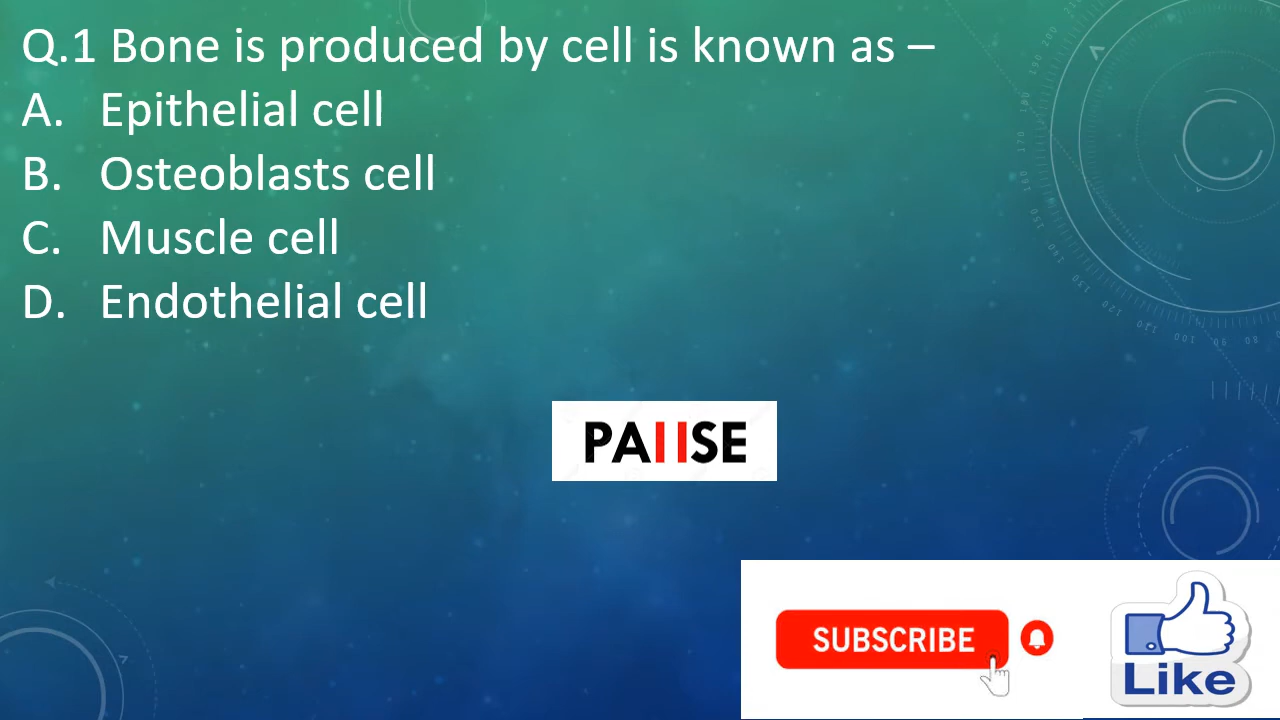 Q.1 Bone is produced by cell is known as –
A. Epithelial cell
B. Osteoblasts cell
C. Muscle cell
D. Endothelial cell
PAUSE
SUBSCRIBE
Like